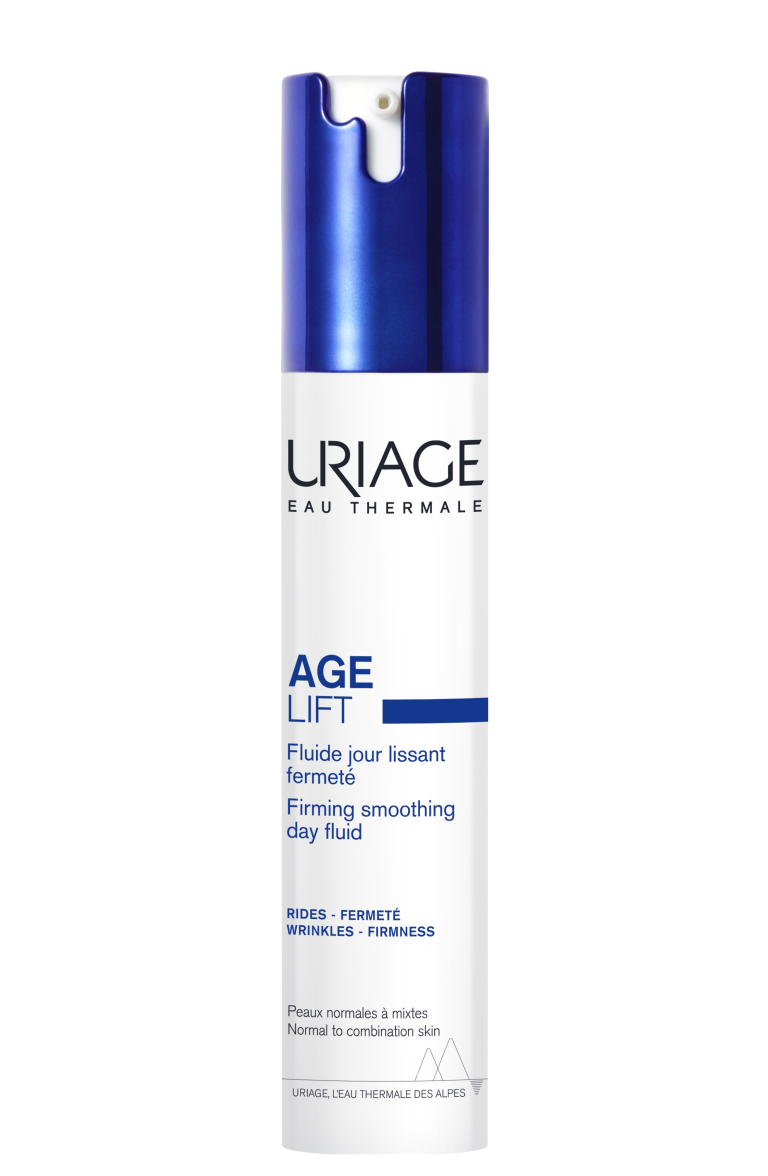 URIAGE
EAU THERMALE
AGE
LIFT
Fluide jour lissant
fermeté
Firming smoothing
day fluid
RIDES - FERMETÉ
WRINKLES - FIRMNESS
Peaux normales à mixtes
Normal to combination skin
URIAGE, L'EAU THERMALE DES ALPES